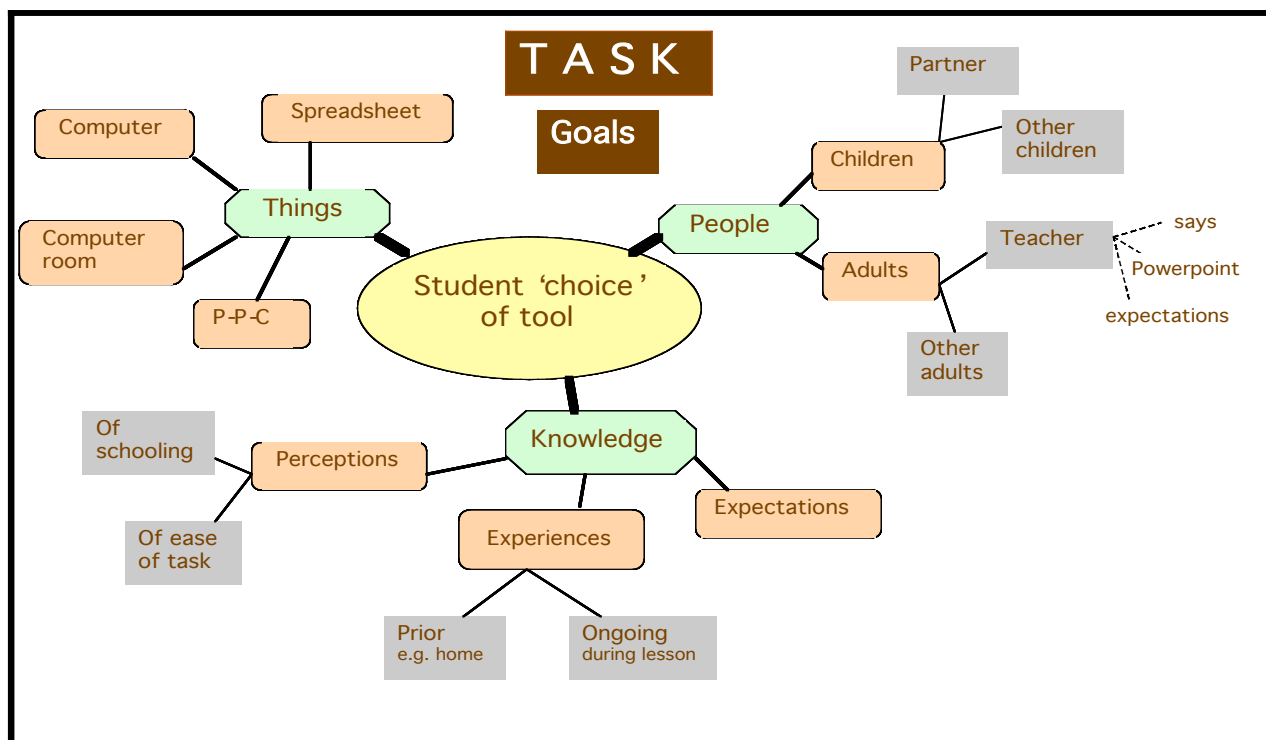 T A S K
Goals
Spreadsheet
Computer
Things
Computer
room
P-P-C
Partner
Other
children
Children
People
Adults
Teacher
says
Powerpoint
expectations
Other
adults
Student ‘choice’
of tool
Knowledge
Of
schooling
Perceptions
Of ease
of task
Experiences
Expectations
Prior
e.g. home
Ongoing
during lesson